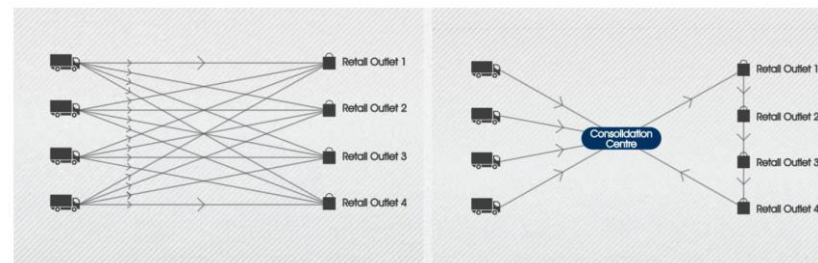 Retail Outlet 1
Retail Outlet 2
Retail Outlet 3
Retail Outlet 4
Consolidation
Centre
Retail Outlet 1
Retail Outlet 2
Retail Outlet 3
Retail Outlet 4